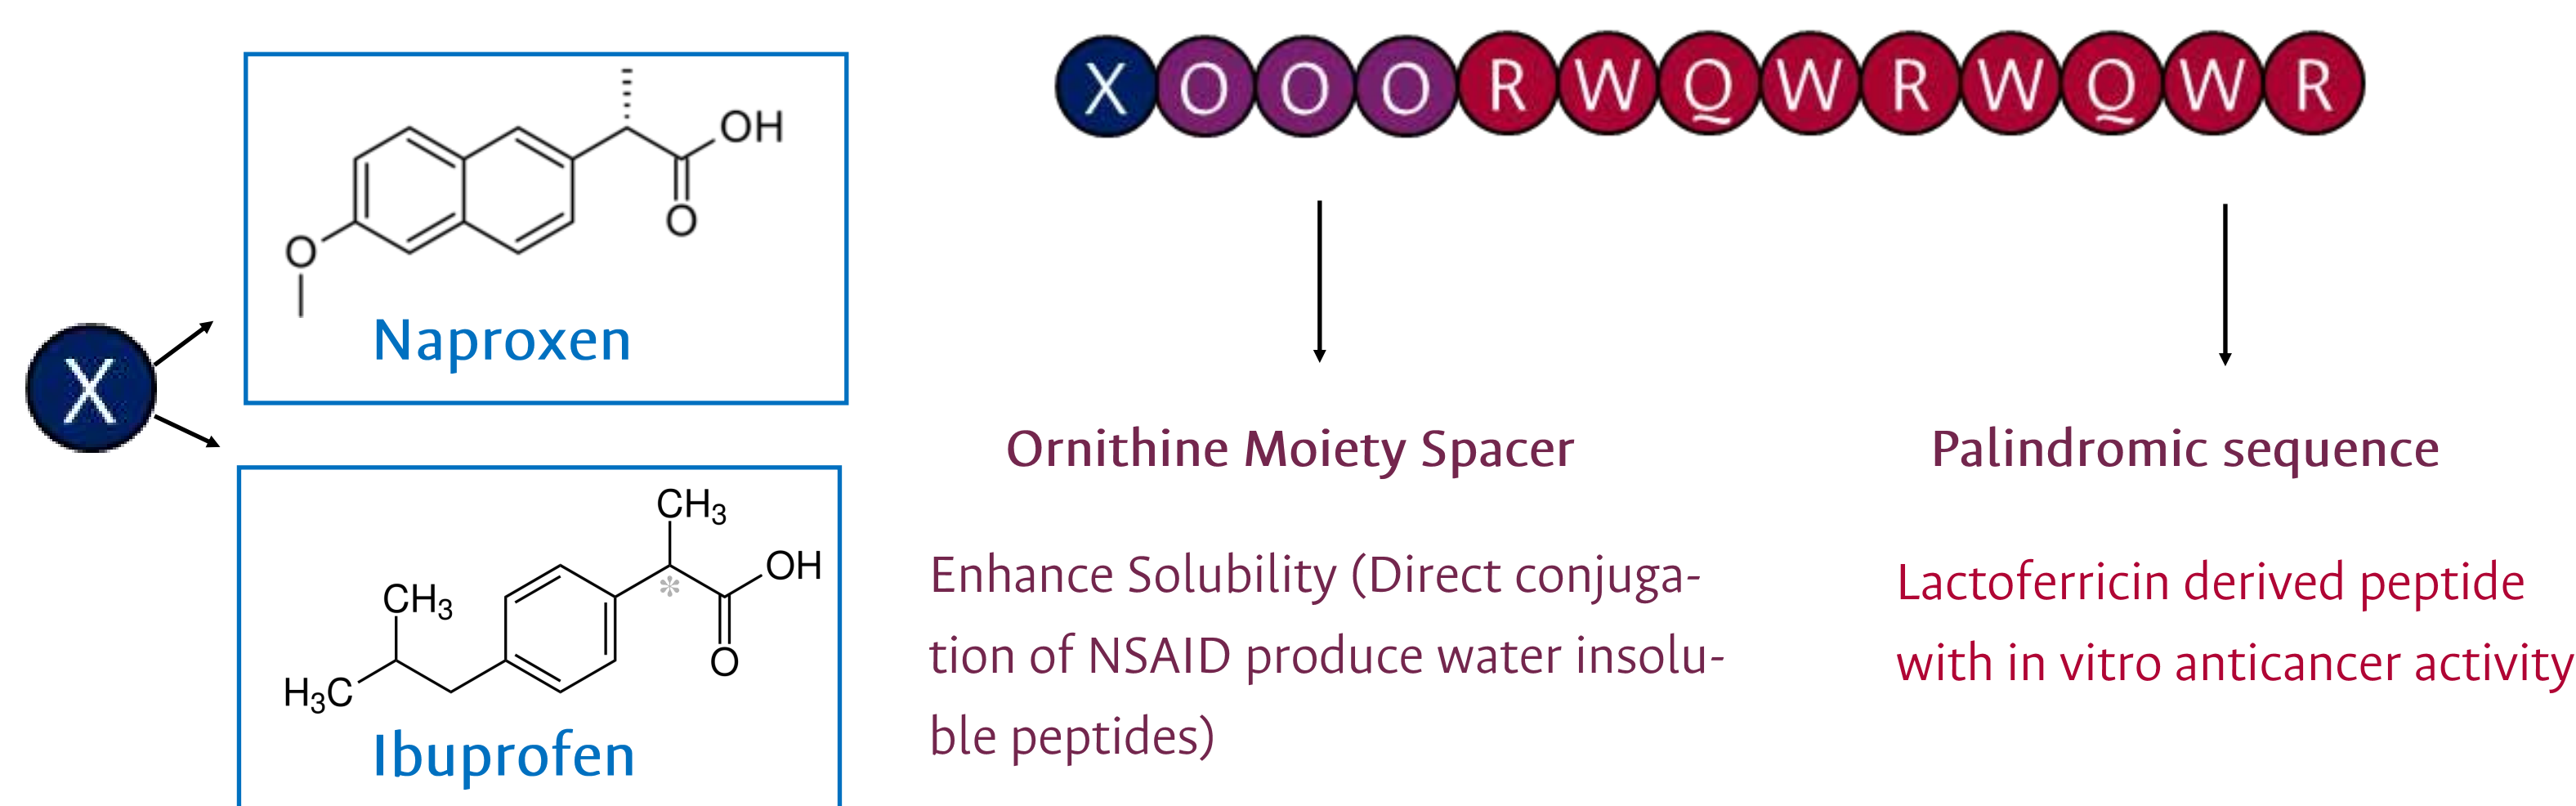 X O O O R W Q W R W Q W R
OH
O
O
Naproxen
X
CH3
OH
CH3
*
O
H3C
Ibuprofen
Ornithine Moiety Spacer
Enhance Solubility (Direct conjuga-
tion of NSAID produce water insolu-
ble peptides)
Palindromic sequence
Lactoferricin derived peptide
with in vitro anticancer activity